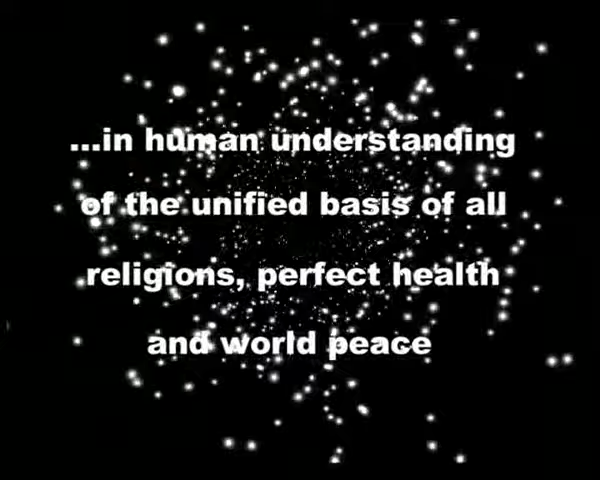 ...in human understanding
of the unified basis of all
religions, perfect health
and world peace